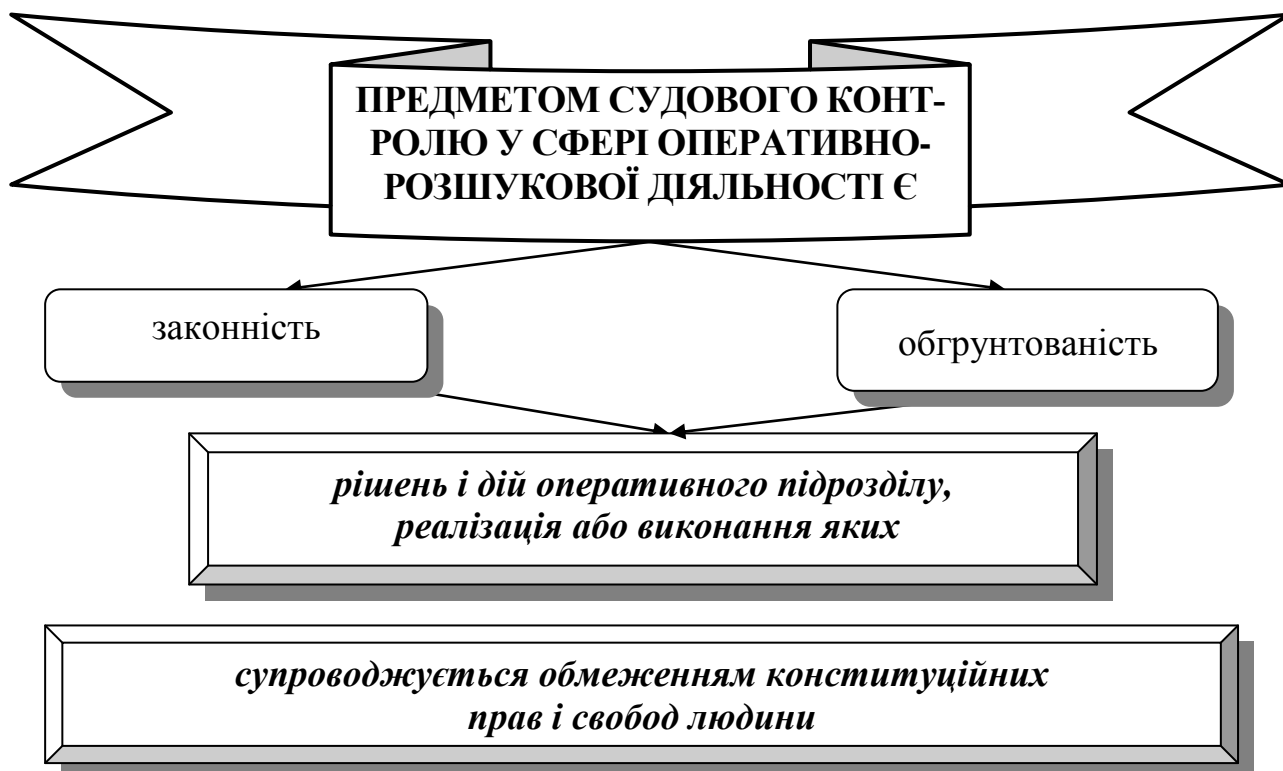 ПРЕДМЕТОМ СУДОВОГО КОНТ-
РОЛЮ У СФЕРІ ОПЕРАТИВНО-
РОЗШУКОВОЇ ДІЯЛЬНОСТІ Є
законність
обгрунтованість
рішень і дій оперативного підрозділу,
реалізація або виконання яких
супроводжується обмеженням конституційних
прав і свобод людини